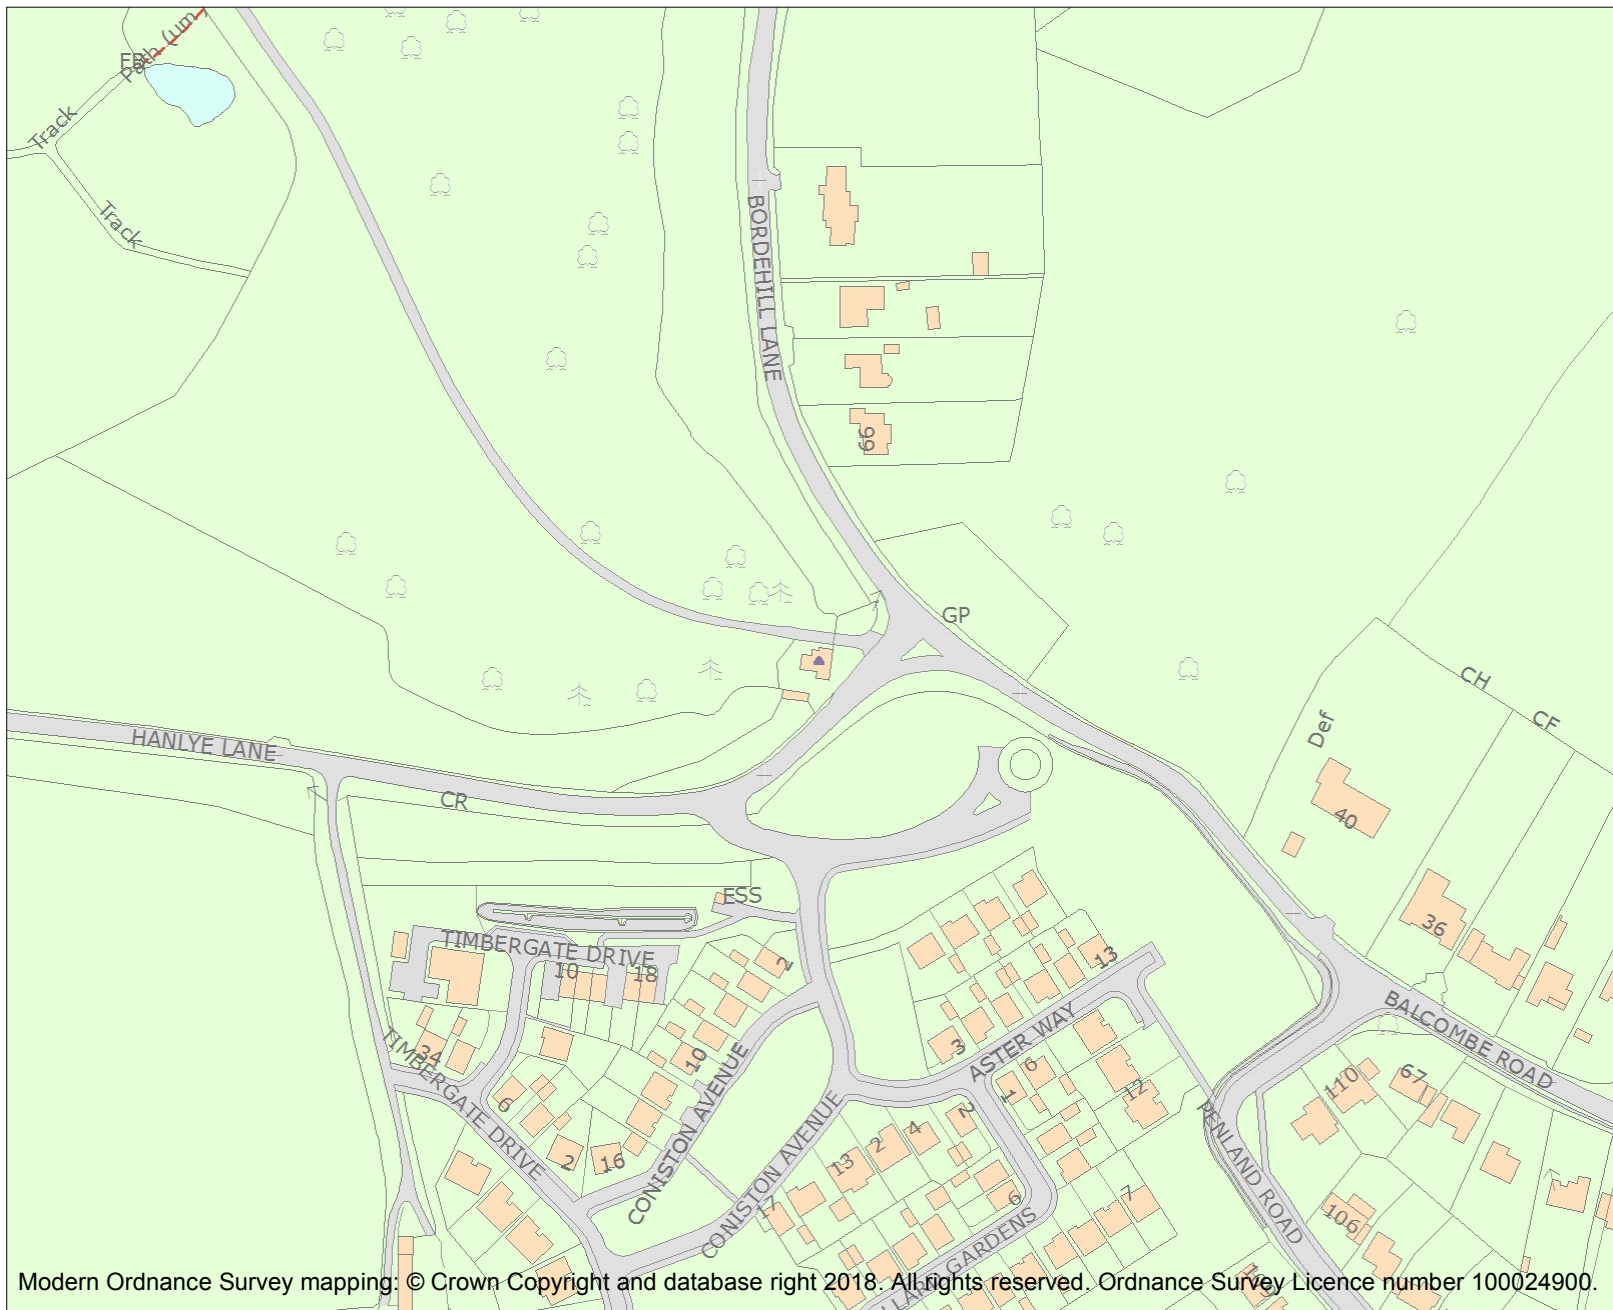 Path (um
FB
Track
Track
BORDEHILL LANE
99
GP
CH
CF
Def
HANLYE LANE
CR
40
ESS
36
TIMBERGATE DRIVE
10
18
2
13
BALCOMBE ROAD
34
TIMBERGATE DRIVE
10
3
ASTER WAY
6
1
12
110
67
6
CONISTON AVENUE
CONISTON AVENUE
2
4
2
13
2
16
PENLAND ROAD
17
6
7
106
GARDENS
Modern Ordnance Survey mapping: © Crown Copyright and database right 2018. All rights reserved. Ordnance Survey Licence number 100024900.